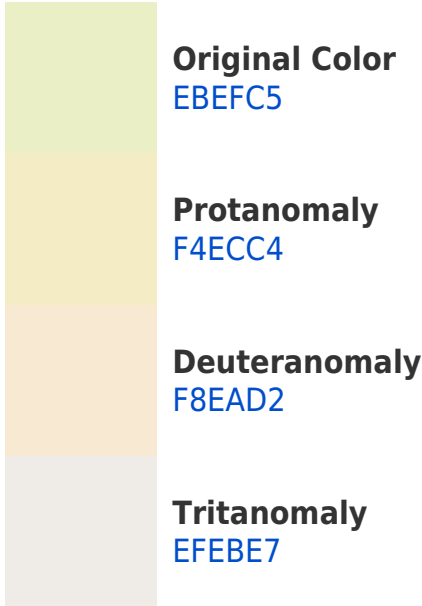 Original Color
EBEFC5
Protanomaly
F4ECC4
Deuteranomaly
F8EAD2
Tritanomaly
EFEBE7